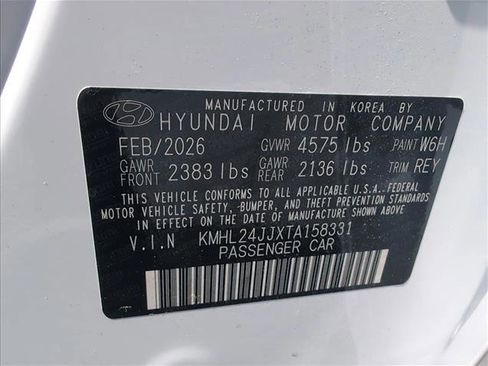 MANUFACTURED IN KOREA BY
HYUNDAI MOTOR COMPANY
FEB/2026 GVWR 4575 lbs PAINT W6H
GAWR FRONT 2383 lbs GAWR REAR 2136 lbs TRIM REY
THIS VEHICLE CONFORMS TO ALL APPLICABLE U.S.A. FEDERAL
MOTOR VEHICLE SAFETY, BUMPER, AND THEFT PREVENTION STANDARDS
IN EFFECT ON THE DATE OF MANUFACTURE SHOWN ABOVE.
V.I.N KMHL24JJXTA158331
PASSENGER CAR